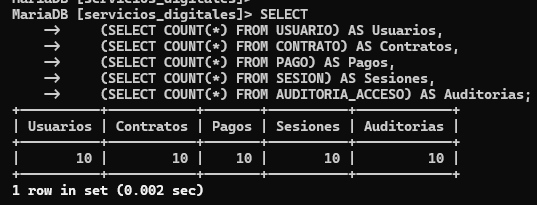 MariaDB [servicios_digitales]>
MariaDB [servicios_digitales]> SELECT
    ->     (SELECT COUNT(*) FROM USUARIO) AS Usuarios,
    ->     (SELECT COUNT(*) FROM CONTRATO) AS Contratos,
    ->     (SELECT COUNT(*) FROM PAGO) AS Pagos,
    ->     (SELECT COUNT(*) FROM SESION) AS Sesiones,
    ->     (SELECT COUNT(*) FROM AUDITORIA_ACCESO) AS Auditorias;
+----------+-----------+-------+----------+------------+
| Usuarios | Contratos | Pagos | Sesiones | Auditorias |
+----------+-----------+-------+----------+------------+
|       10 |        10 |    10 |       10 |         10 |
+----------+-----------+-------+----------+------------+
1 row in set (0.002 sec)